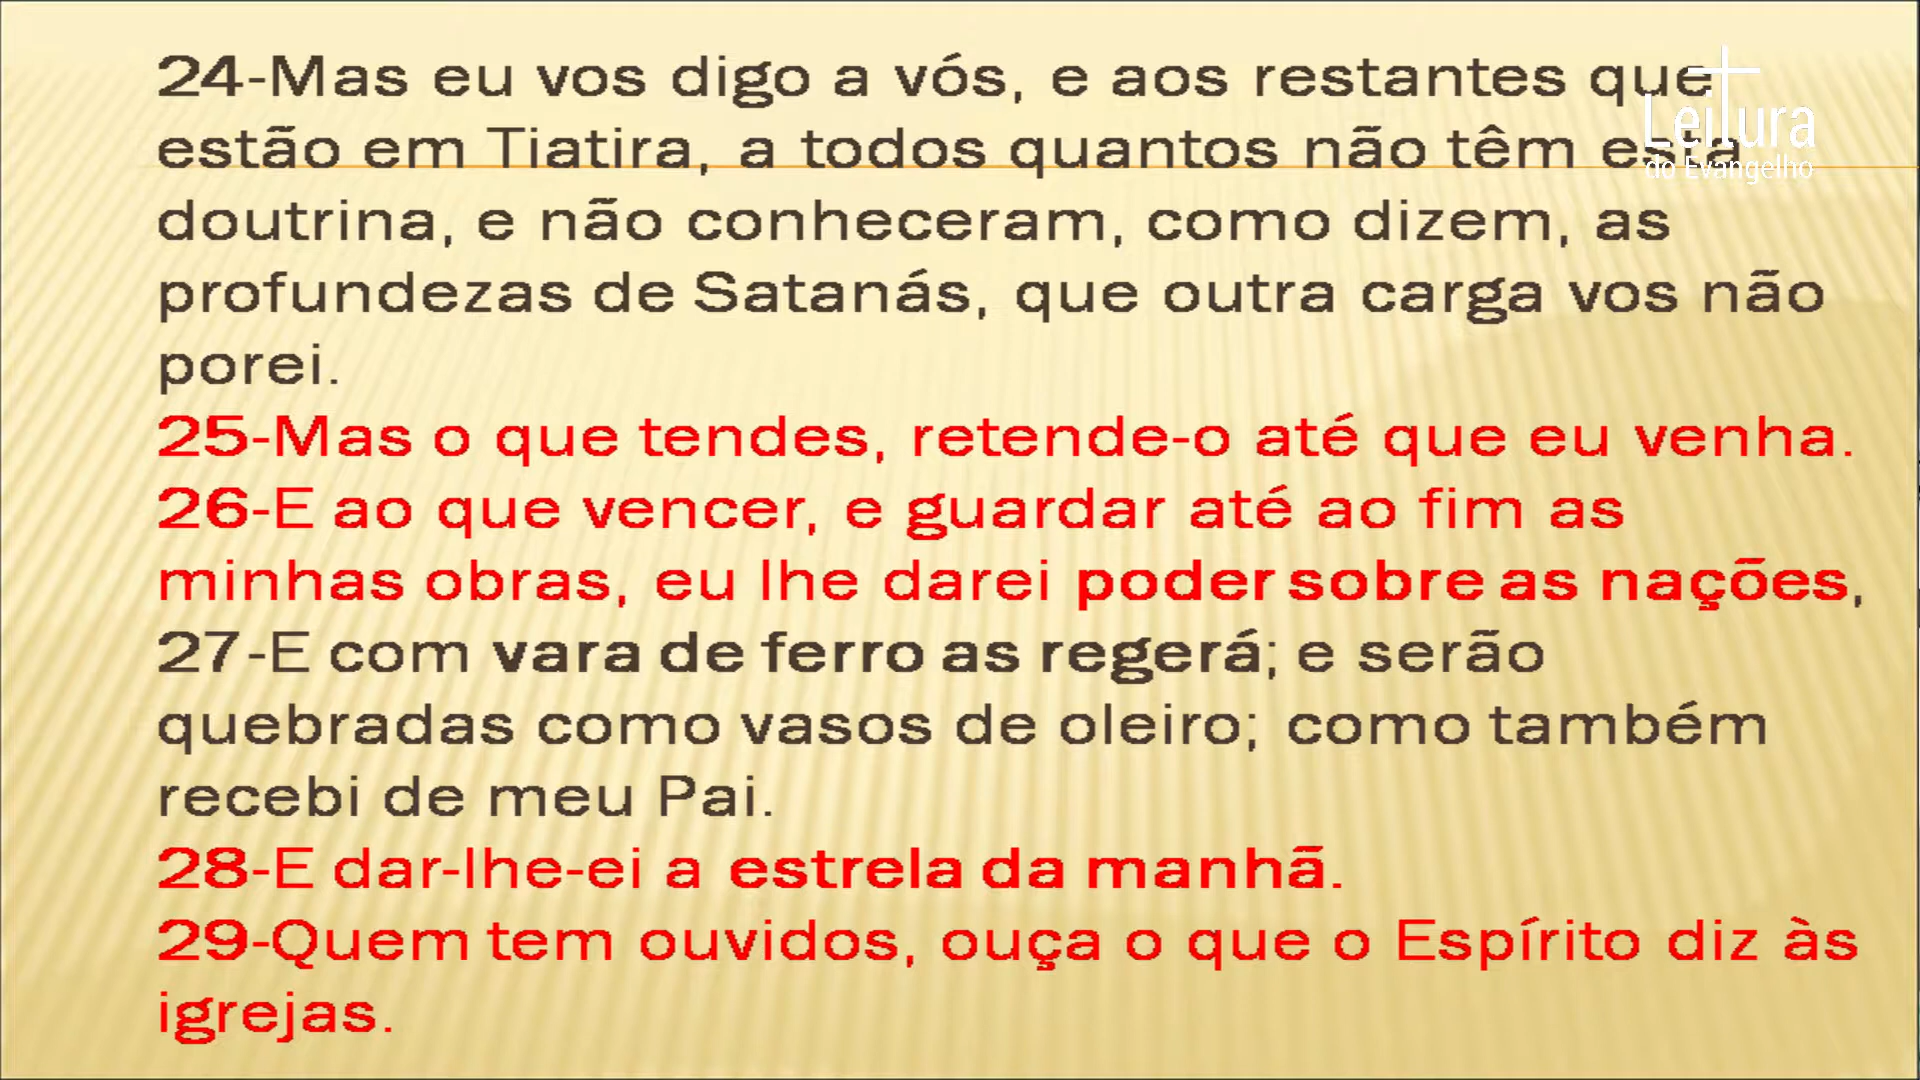 24-Mas eu vos digo a vós, e aos restantes que
estão em Tiatira, a todos quantos não têm esta
doutrina, e não conheceram, como dizem, as
profundezas de Satanás, que outra carga vos não
porei.
25-Mas o que tendes, retende-o até que eu venha.
26-E ao que vencer, e guardar até ao fim as
minhas obras, eu lhe darei poder sobre as nações,
27-E com vara de ferro as regerá; e serão
quebradas como vasos de oleiro; como também
recebi de meu Pai.
28-E dar-lhe-ei a estrela da manhã.
29-Quem tem ouvidos, ouça o que o Espírito diz às
igrejas.
Leitura
do Evangelho